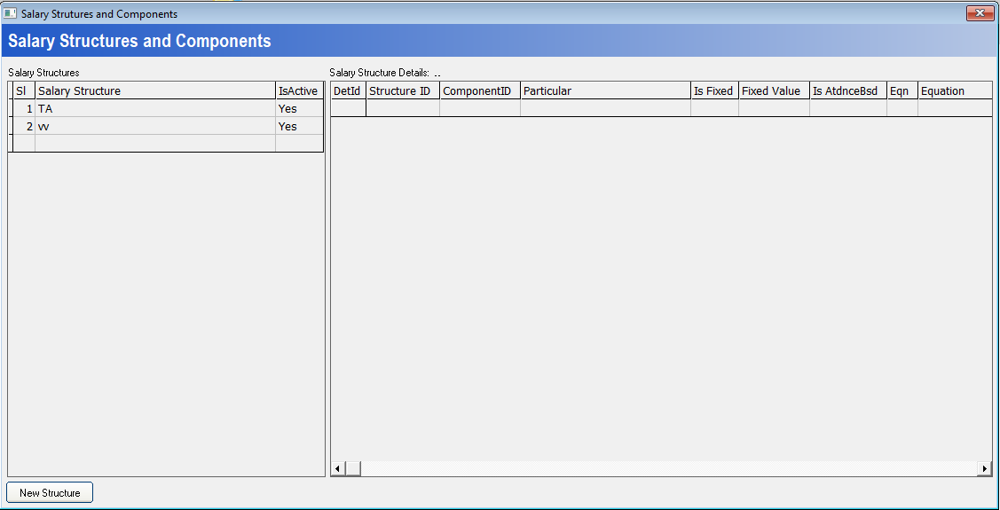 Salary Strutures and Components
Salary Structures and Components
Salary Structures
Sl Salary Structure IsActive
1 TA Yes
2 vv Yes
Salary Structure Details: ..
DetId Structure ID ComponentID Particular Is Fixed Fixed Value Is AtdnceBsd Eqn Equation
New Structure